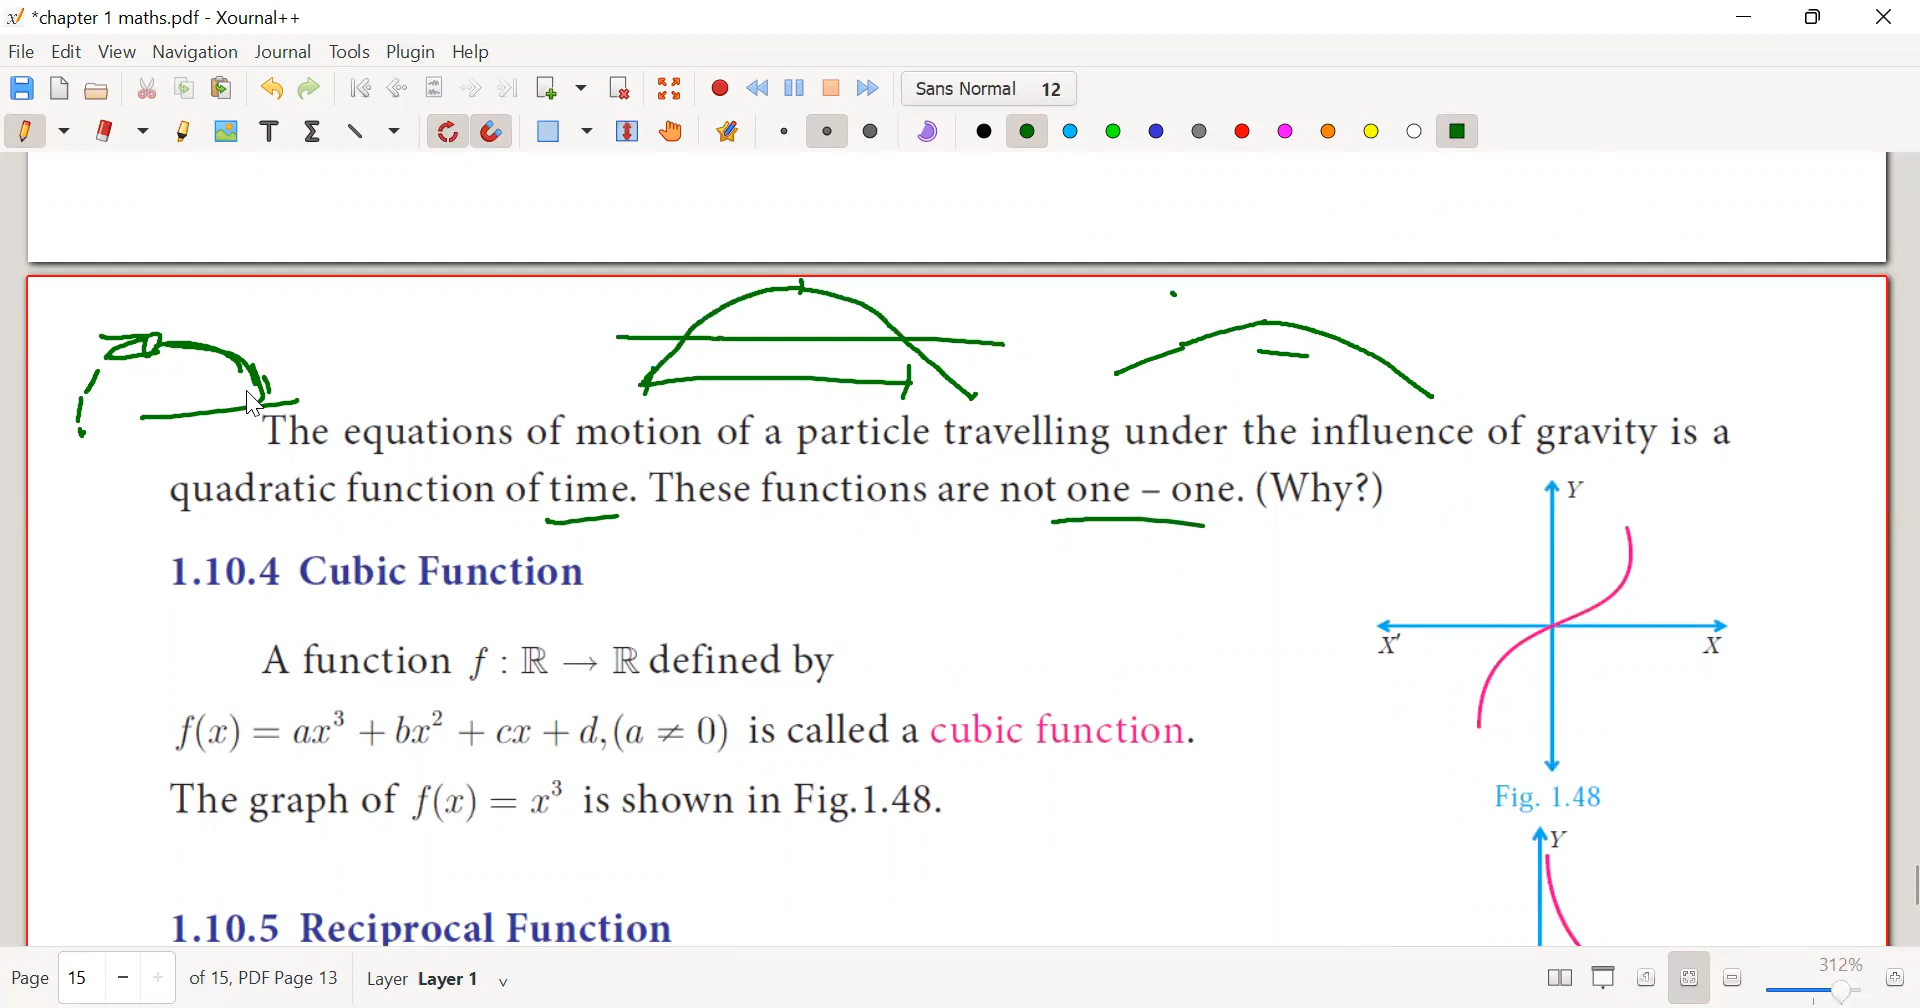 *chapter 1 maths.pdf - Xournal++
File Edit View Navigation Journal Tools Plugin Help
Sans Normal 12
The equations of motion of a particle travelling under the influence of gravity is a
quadratic function of time. These functions are not one – one. (Why?)
Y
1.10.4 Cubic Function
A function f : ℝ → ℝ defined by
X′ X
f(x) = ax³ + bx² + cx + d, (a ≠ 0) is called a cubic function.
The graph of f(x) = x³ is shown in Fig.1.48.
Fig. 1.48
Y
1.10.5 Reciprocal Function
Page 15 − + of 15, PDF Page 13 Layer Layer 1 v
312%